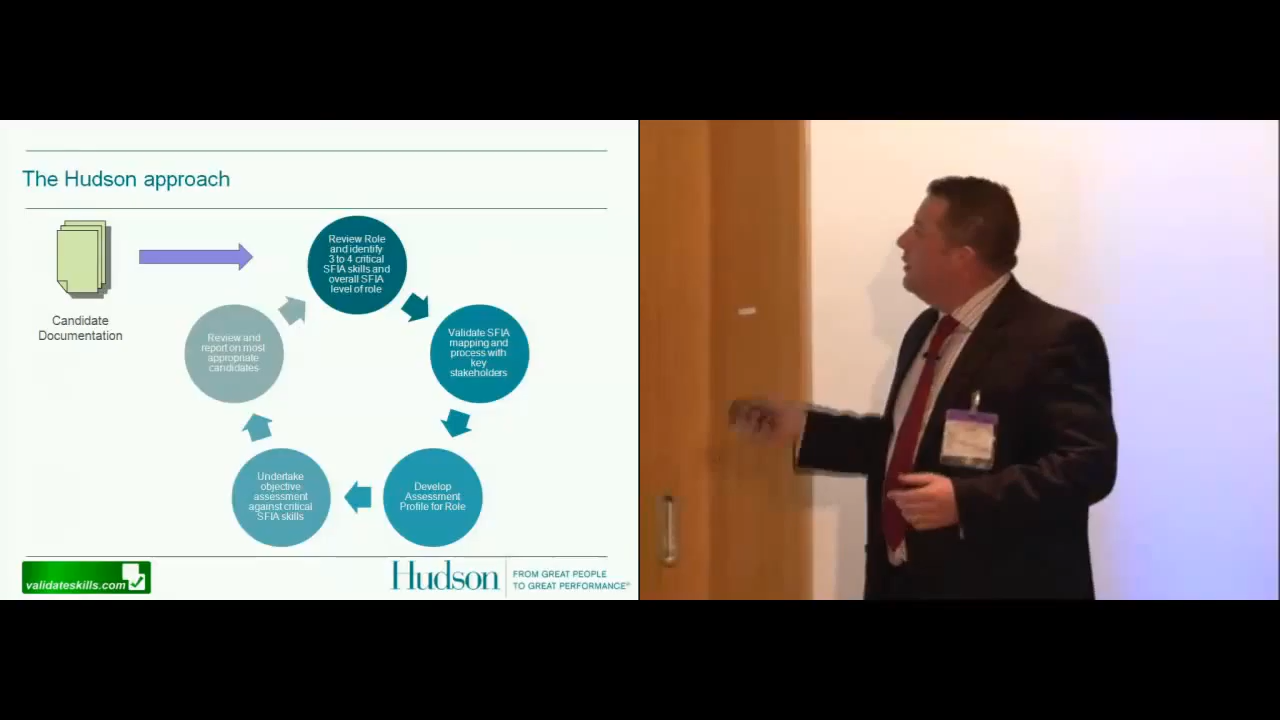 The Hudson approach
Candidate
Documentation
Review Role
and identify
3 to 4 critical
SFIA skills and
overall SFIA
level of role
Validate SFIA
mapping and
process with
key
stakeholders
Develop
Assessment
Profile for Role
Undertake
objective
assessment
against critical
SFIA skills
Review and
report on most
appropriate
candidates
validateskills.com
Hudson
FROM GREAT PEOPLE
TO GREAT PERFORMANCE®